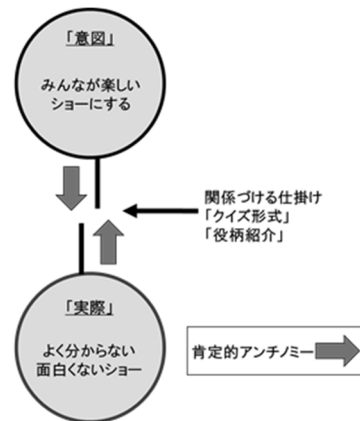 「意図」
みんなが楽しい
ショーにする
関係づける仕掛け
「クイズ形式」
「役柄紹介」
「実際」
よく分からない
面白くないショー
肯定的アンチノミー